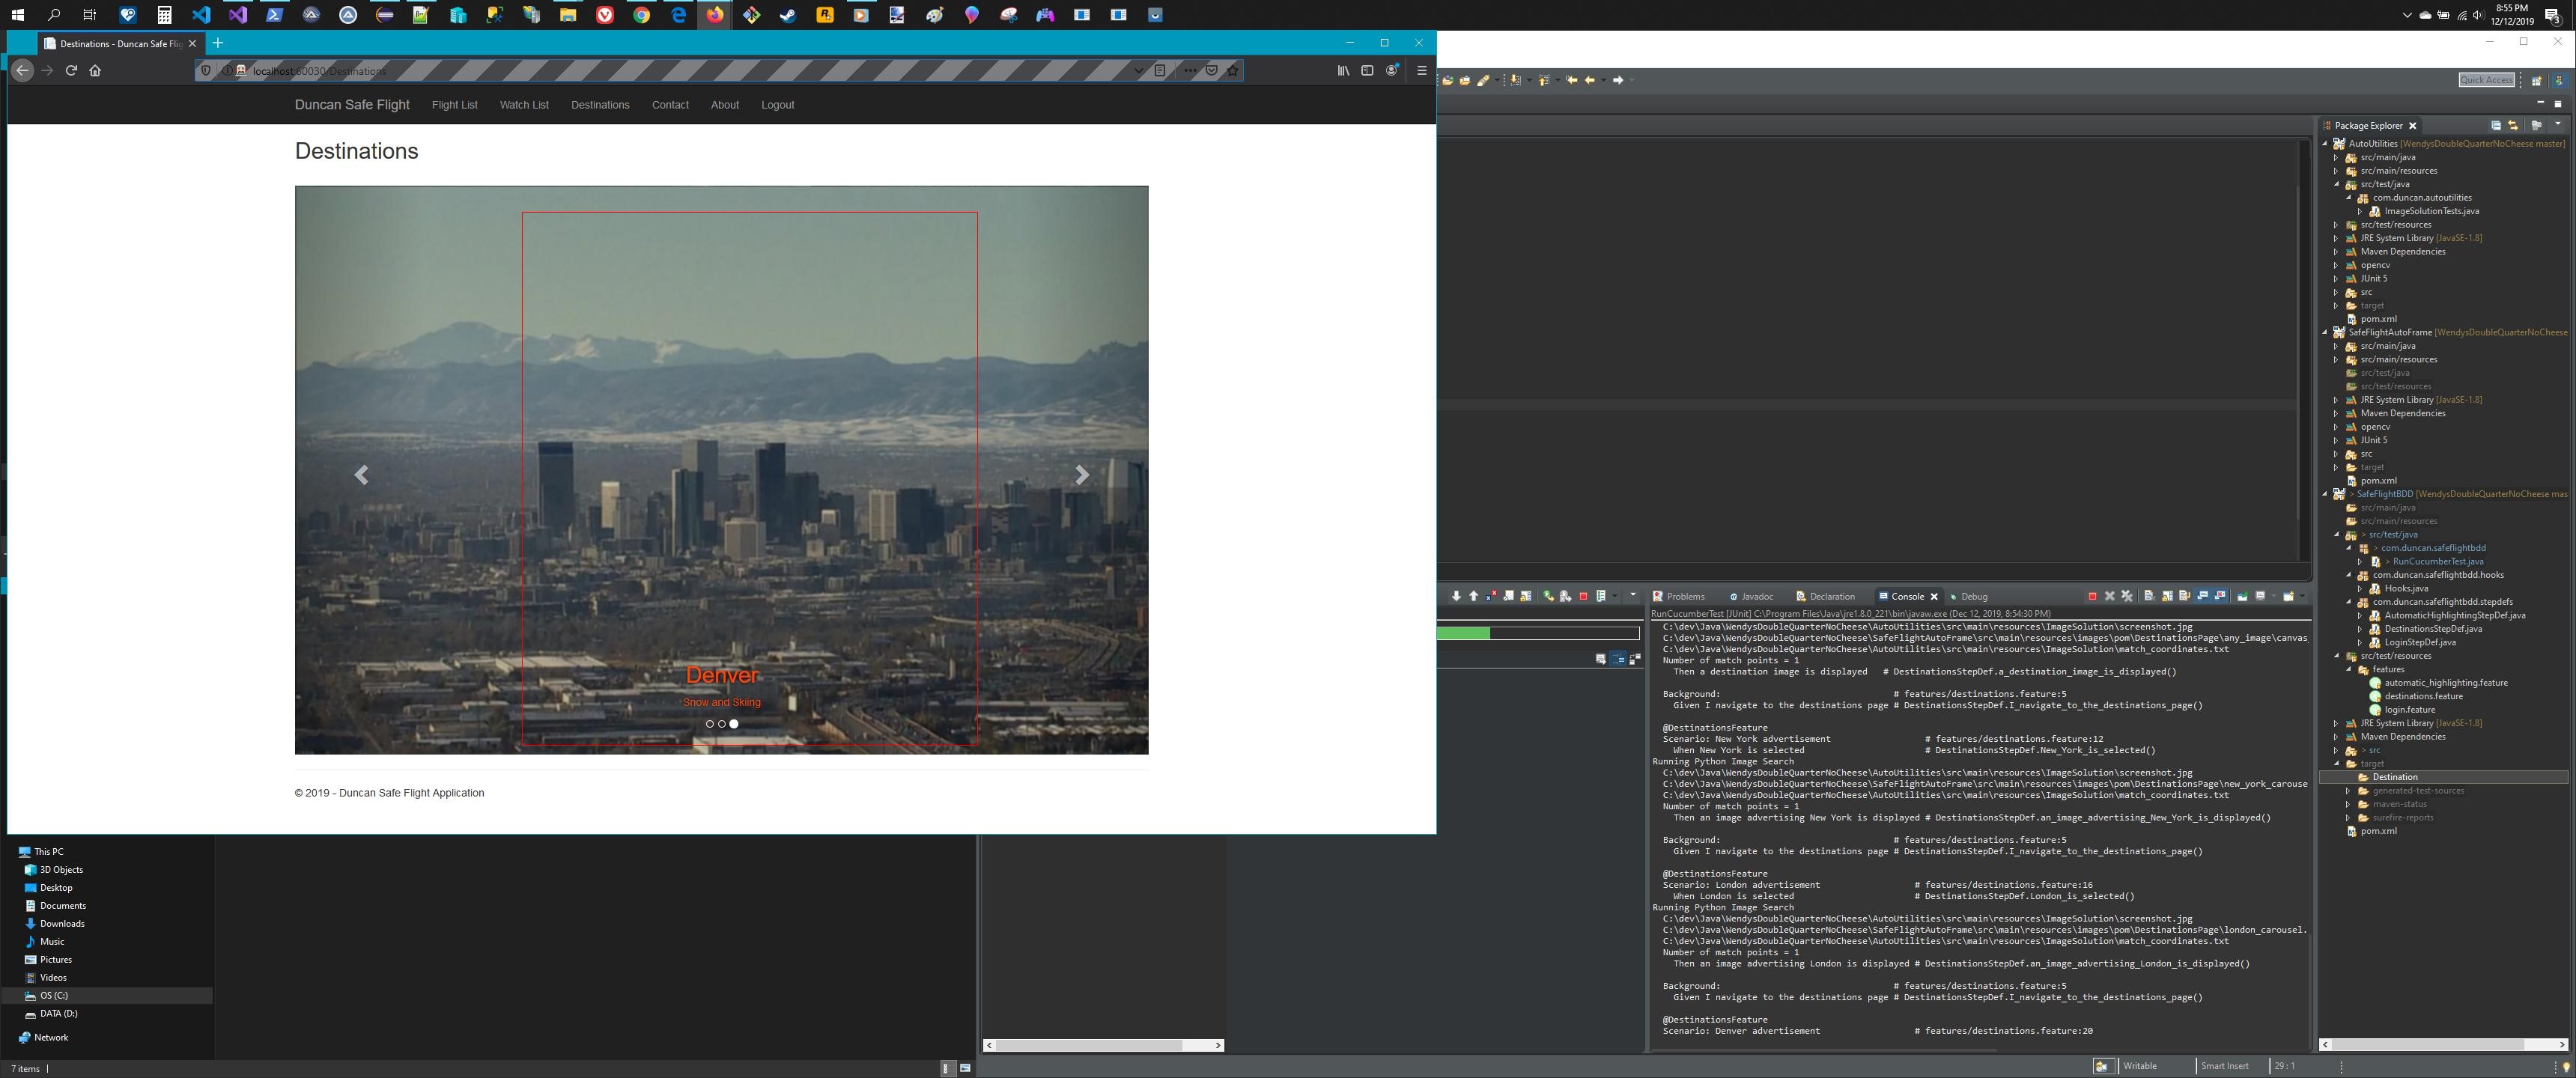 8:55 PM
12/12/2019
3
Destinations - Duncan Safe Flig
localhost:60030/Destinations
Duncan Safe Flight
Flight List
Watch List
Destinations
Contact
About
Logout
Destinations
Denver
Snow and Skiing
© 2019 - Duncan Safe Flight Application
This PC
3D Objects
Desktop
Documents
Downloads
Music
Pictures
Videos
OS (C:)
DATA (D:)
Network
7 items
Quick Access
Problems
Javadoc
Declaration
Console
Debug
RunCucumberTest [JUnit] C:\Program Files\Java\jre1.8.0_221\bin\javaw.exe (Dec 12, 2019, 8:54:30 PM)
C:\dev\Java\WendysDoubleQuarterNoCheese\AutoUtilities\src\main\resources\ImageSolution\screenshot.jpg
C:\dev\Java\WendysDoubleQuarterNoCheese\SafeFlightAutoFrame\src\main\resources\images\pom\DestinationsPage\any_image\canvas_
C:\dev\Java\WendysDoubleQuarterNoCheese\AutoUtilities\src\main\resources\ImageSolution\match_coordinates.txt
Number of match points = 1
Then a destination image is displayed # DestinationsStepDef.a_destination_image_is_displayed()
Background: # features/destinations.feature:5
Given I navigate to the destinations page # DestinationsStepDef.I_navigate_to_the_destinations_page()
@DestinationsFeature
Scenario: New York advertisement # features/destinations.feature:12
When New York is selected # DestinationsStepDef.New_York_is_selected()
Running Python Image Search
C:\dev\Java\WendysDoubleQuarterNoCheese\AutoUtilities\src\main\resources\ImageSolution\screenshot.jpg
C:\dev\Java\WendysDoubleQuarterNoCheese\SafeFlightAutoFrame\src\main\resources\images\pom\DestinationsPage\new_york_carouse
C:\dev\Java\WendysDoubleQuarterNoCheese\AutoUtilities\src\main\resources\ImageSolution\match_coordinates.txt
Number of match points = 1
Then an image advertising New York is displayed # DestinationsStepDef.an_image_advertising_New_York_is_displayed()
Background: # features/destinations.feature:5
Given I navigate to the destinations page # DestinationsStepDef.I_navigate_to_the_destinations_page()
@DestinationsFeature
Scenario: London advertisement # features/destinations.feature:16
When London is selected # DestinationsStepDef.London_is_selected()
Running Python Image Search
C:\dev\Java\WendysDoubleQuarterNoCheese\AutoUtilities\src\main\resources\ImageSolution\screenshot.jpg
C:\dev\Java\WendysDoubleQuarterNoCheese\SafeFlightAutoFrame\src\main\resources\images\pom\DestinationsPage\london_carousel.
C:\dev\Java\WendysDoubleQuarterNoCheese\AutoUtilities\src\main\resources\ImageSolution\match_coordinates.txt
Number of match points = 1
Then an image advertising London is displayed # DestinationsStepDef.an_image_advertising_London_is_displayed()
Background: # features/destinations.feature:5
Given I navigate to the destinations page # DestinationsStepDef.I_navigate_to_the_destinations_page()
@DestinationsFeature
Scenario: Denver advertisement # features/destinations.feature:20
Package Explorer
AutoUtilities [WendysDoubleQuarterNoCheese master]
src/main/java
src/main/resources
src/test/java
com.duncan.autoutilities
ImageSolutionTests.java
src/test/resources
JRE System Library [JavaSE-1.8]
Maven Dependencies
opencv
JUnit 5
src
target
pom.xml
SafeFlightAutoFrame [WendysDoubleQuarterNoCheese
src/main/java
src/main/resources
src/test/java
src/test/resources
JRE System Library [JavaSE-1.8]
Maven Dependencies
opencv
JUnit 5
src
target
pom.xml
> SafeFlightBDD [WendysDoubleQuarterNoCheese mas
src/main/java
src/main/resources
> src/test/java
> com.duncan.safeflightbdd
> RunCucumberTest.java
com.duncan.safeflightbdd.hooks
Hooks.java
com.duncan.safeflightbdd.stepdefs
AutomaticHighlightingStepDef.java
DestinationsStepDef.java
LoginStepDef.java
src/test/resources
features
automatic_highlighting.feature
destinations.feature
login.feature
JRE System Library [JavaSE-1.8]
Maven Dependencies
> src
target
Destination
generated-test-sources
maven-status
surefire-reports
pom.xml
Writable
Smart Insert
29 : 1